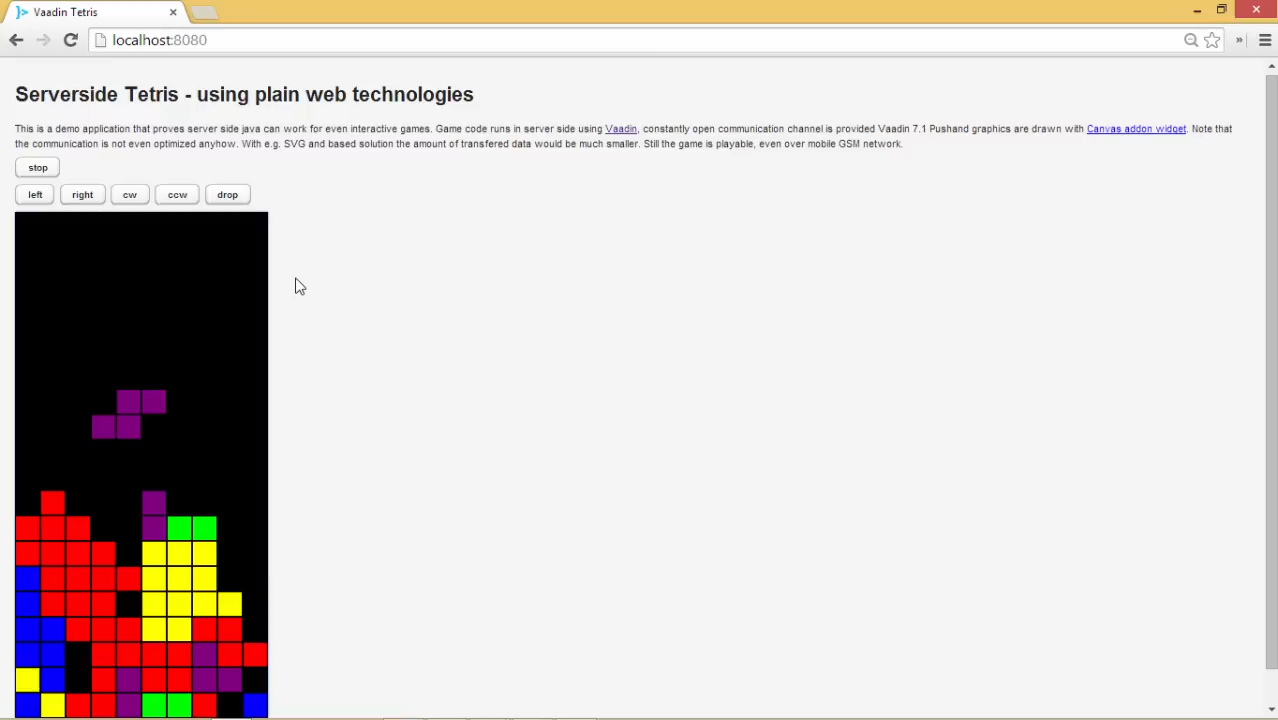 Vaadin Tetris
localhost:8080
Serverside Tetris - using plain web technologies
This is a demo application that proves server side java can work for even interactive games. Game code runs in server side using Vaadin, constantly open communication channel is provided Vaadin 7.1 Pushand graphics are drawn with Canvas addon widget. Note that
the communication is not even optimized anyhow. With e.g. SVG and based solution the amount of transfered data would be much smaller. Still the game is playable, even over mobile GSM network.
stop
left right cw ccw drop